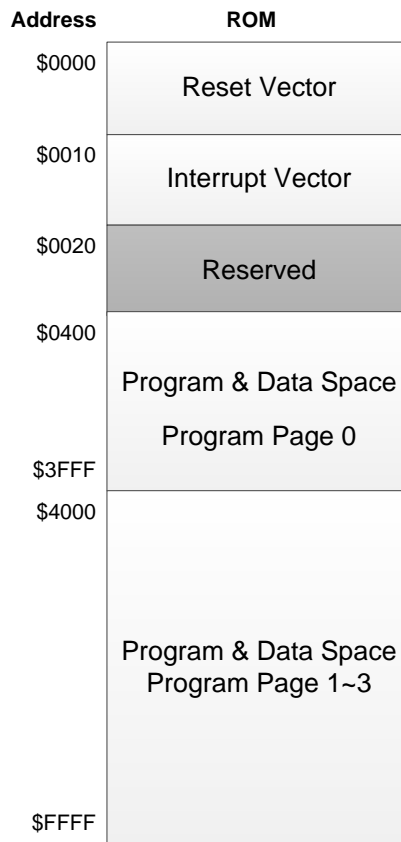 Address ROM
$0000
Reset Vector
$0010
Interrupt Vector
$0020
Reserved
$0400
Program & Data Space
Program Page 0
$3FFF
$4000
Program & Data Space
Program Page 1~3
$FFFF